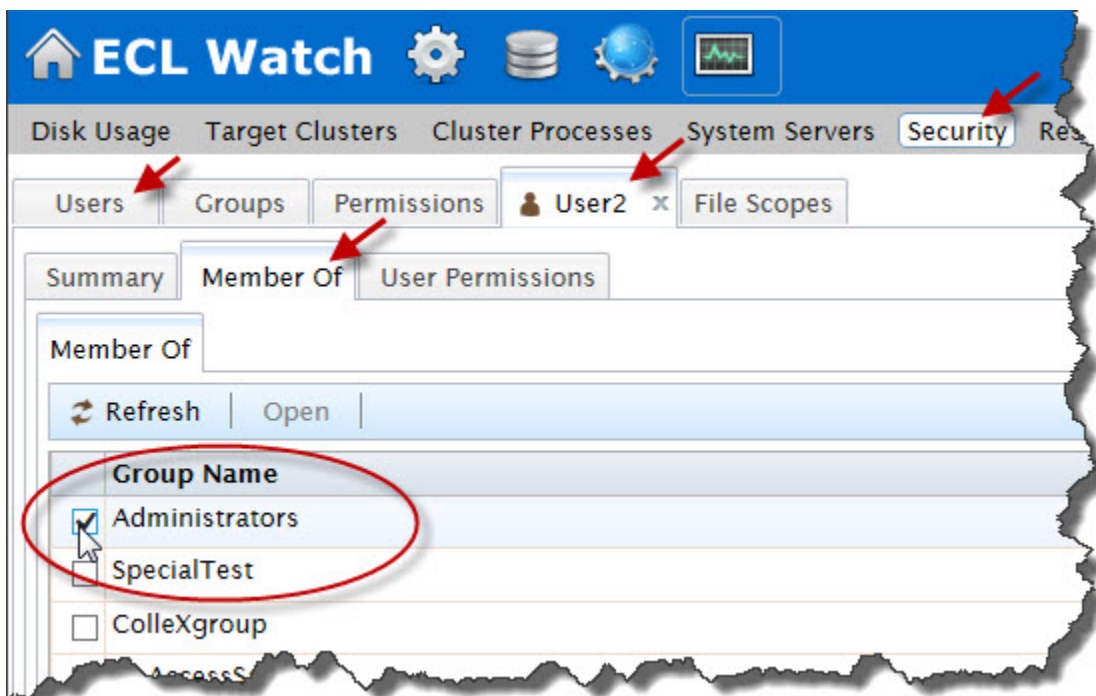 ECL Watch
Disk Usage Target Clusters Cluster Processes System Servers Security
Users Groups Permissions User2 x File Scopes
Summary Member Of User Permissions
Member Of
Refresh Open
Group Name
Administrators
SpecialTest
ColleXgroup